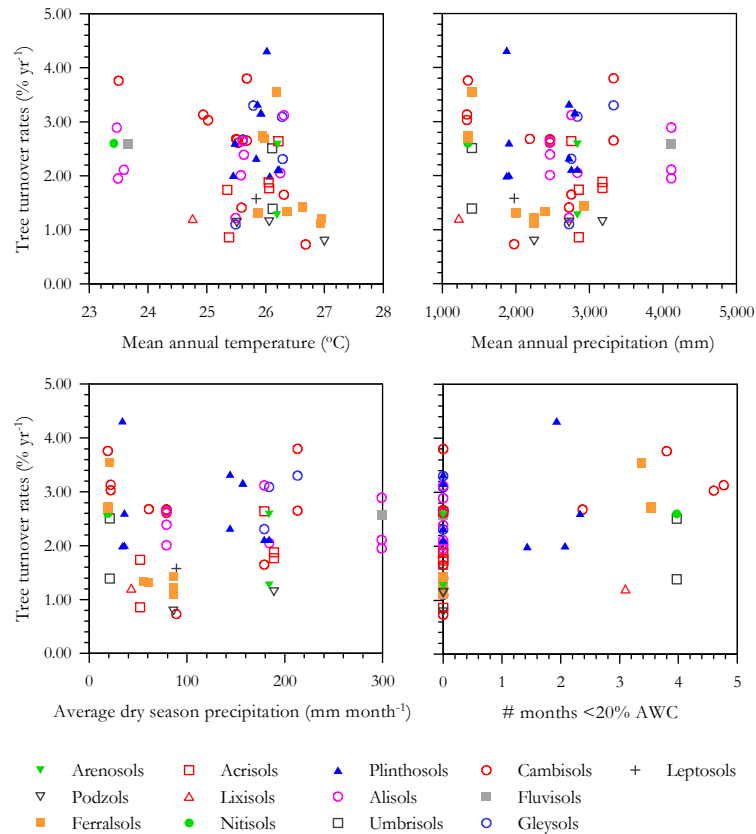 5.00
4.00
3.00
2.00
1.00
0.00
Tree turnover rates (% yr-1)
23 24 25 26 27 28
Mean annual temperature (oC)
1,000 2,000 3,000 4,000 5,000
Mean annual precipitation (mm)
5.00
4.00
3.00
2.00
1.00
0.00
Tree turnover rates (% yr-1)
0 100 200 300
Average dry season precipitation (mm month-1)
0 1 2 3 4 5
# months <20% AWC
Arenosols Acrisols Plinthosols Cambisols Leptosols
Podzols Lixisols Alisols Fluvisols
Ferralsols Nitisols Umbrisols Gleysols